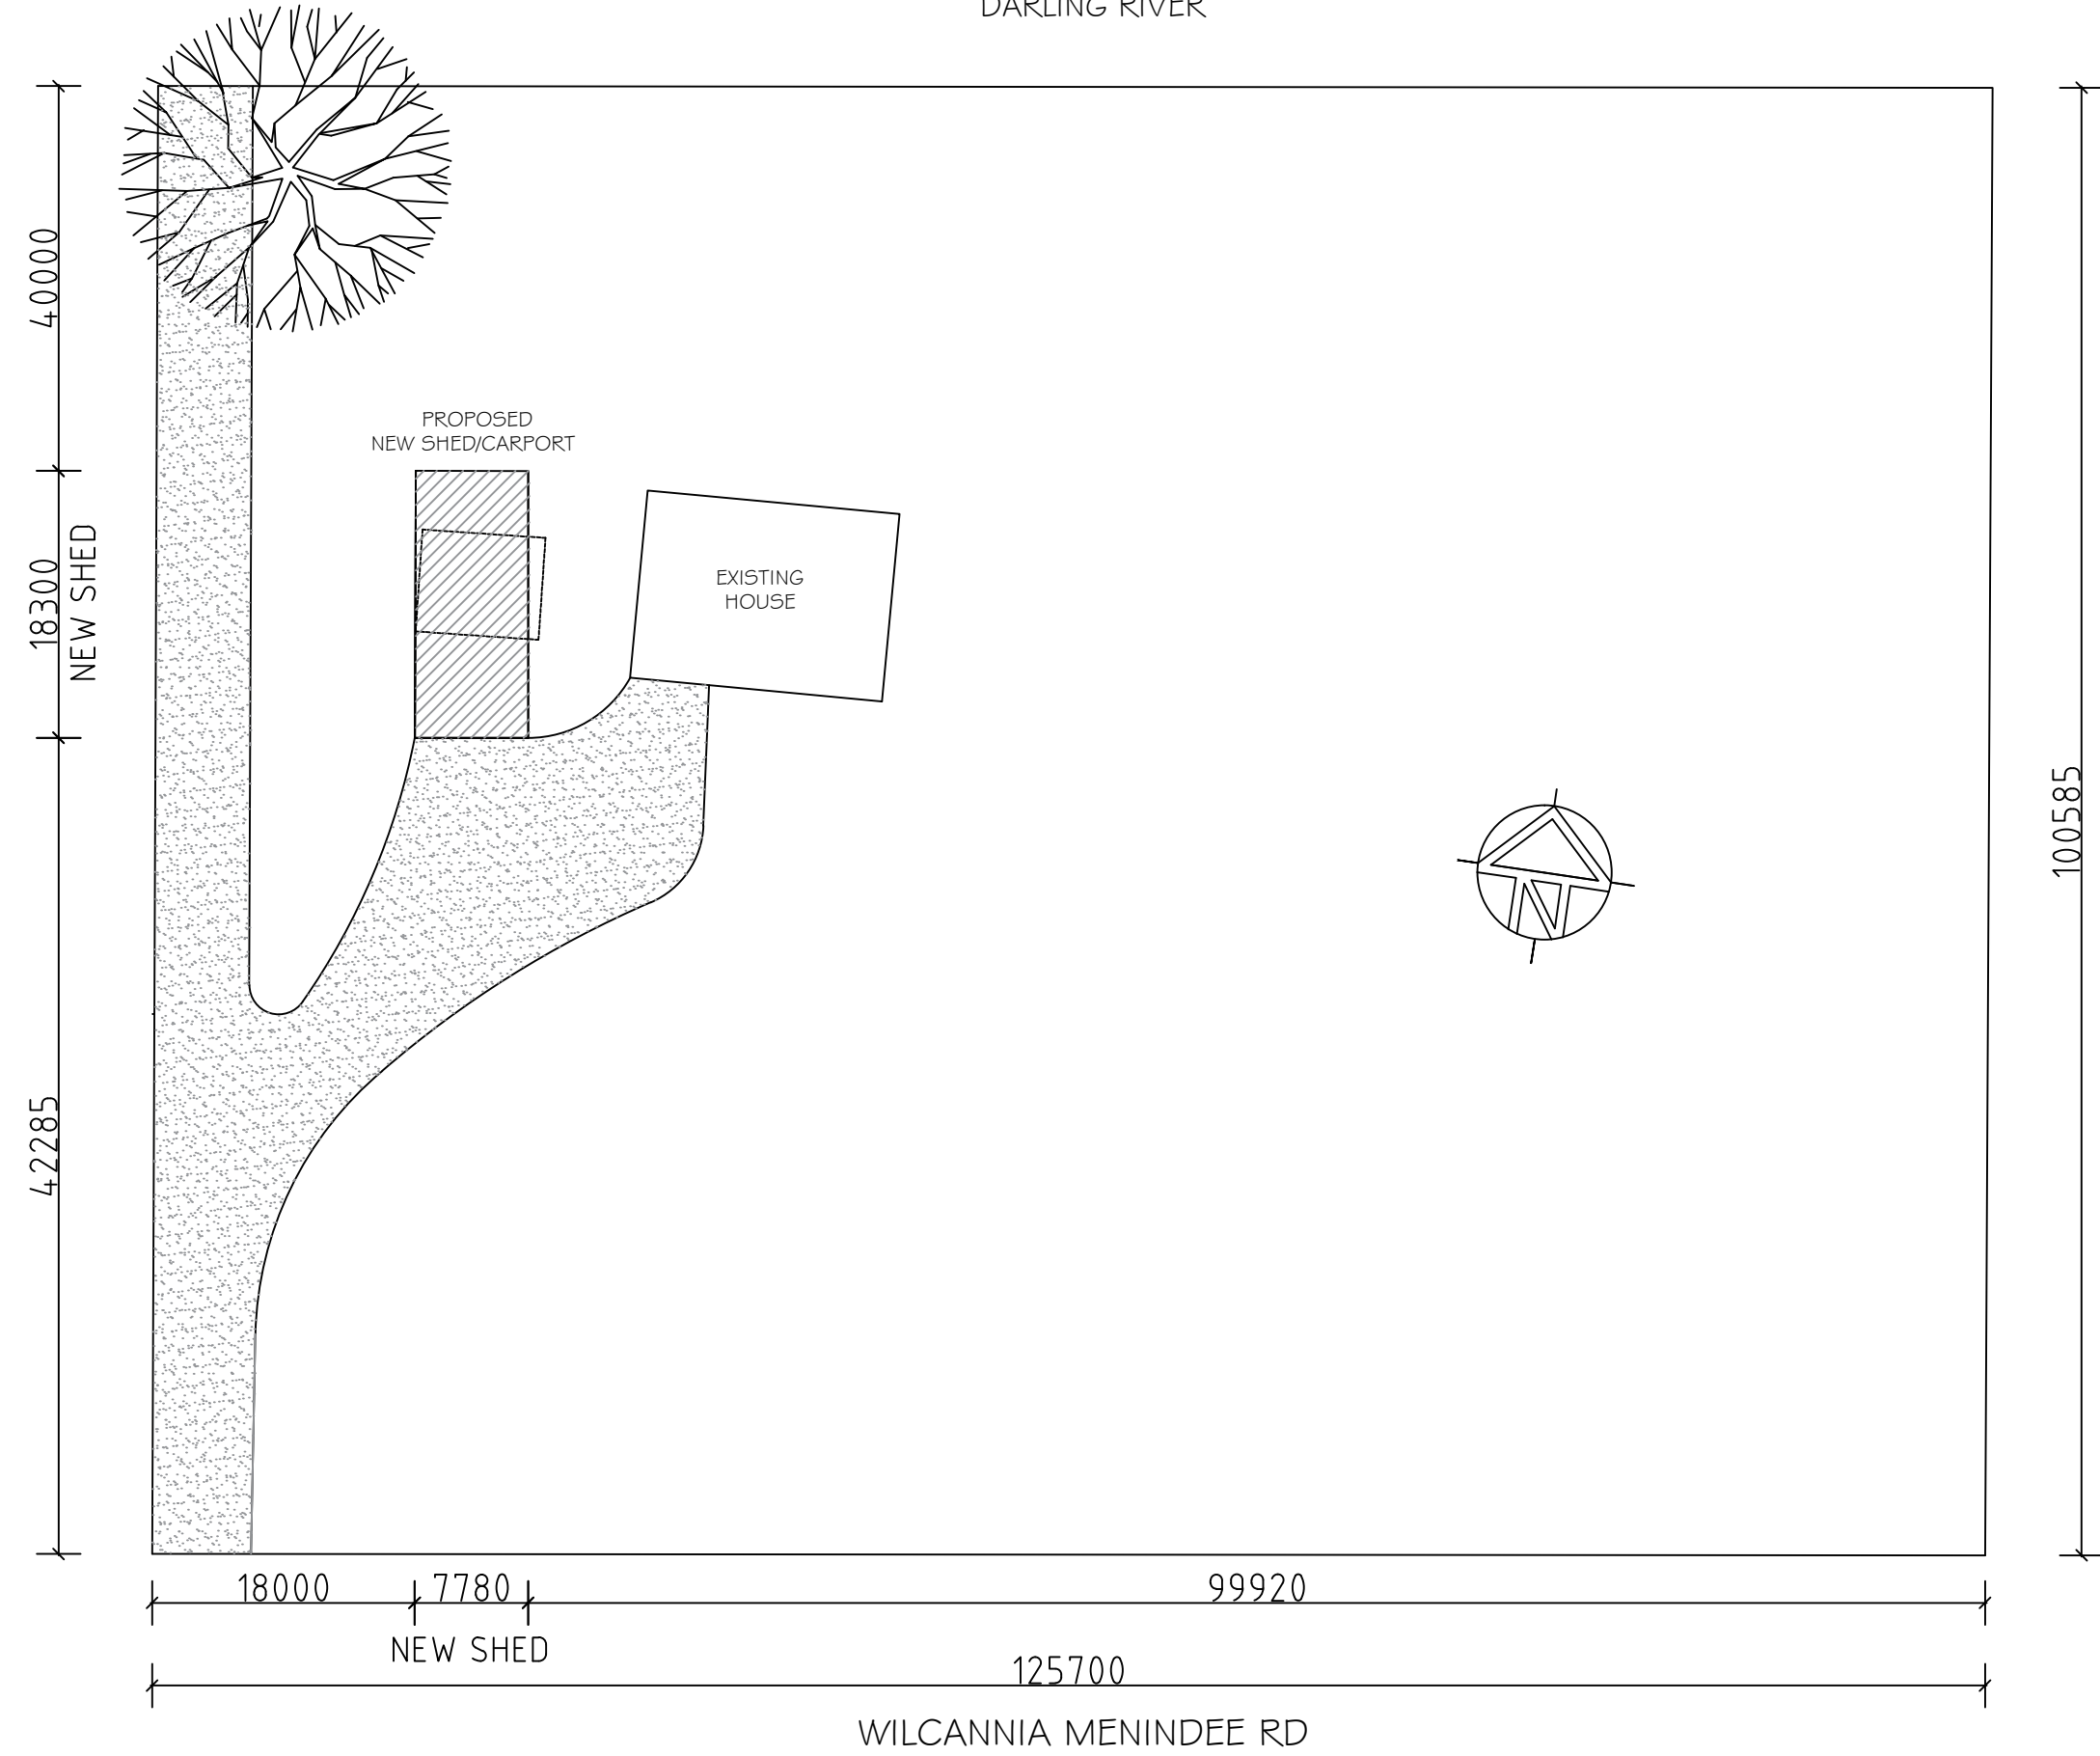 DARLING RIVER
40000
PROPOSED
NEW SHED/CARPORT
18300
NEW SHED
EXISTING
HOUSE
100585
N
42285
18000
7780
99920
NEW SHED
125700
WILCANNIA MENINDEE RD